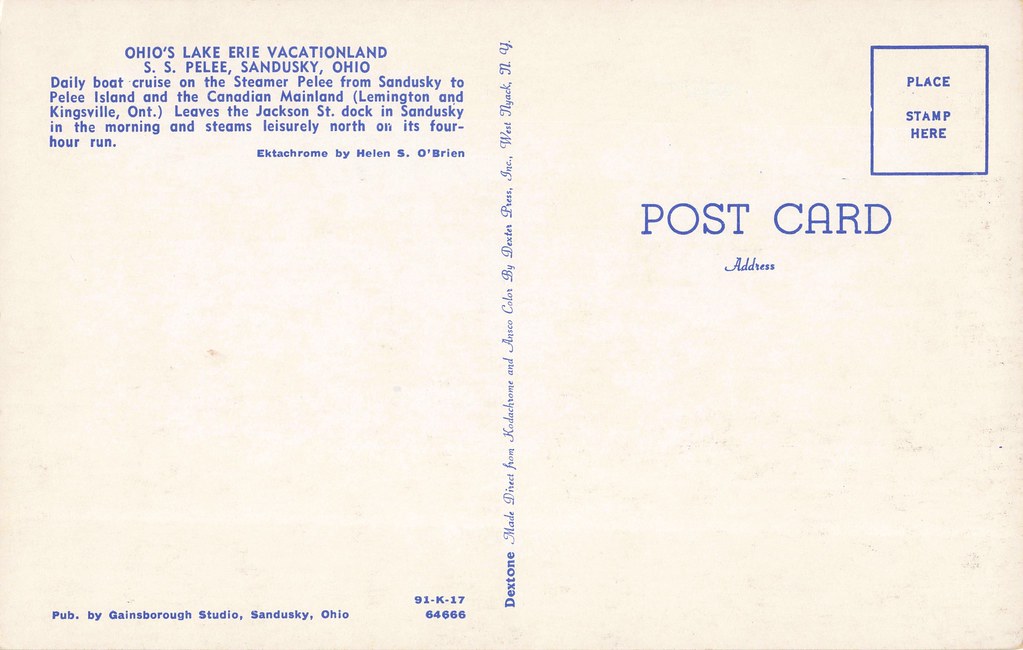 OHIO'S LAKE ERIE VACATIONLAND
S. S. PELEE, SANDUSKY, OHIO
Daily boat cruise on the Steamer Pelee from Sandusky to
Pelee Island and the Canadian Mainland (Lemington and
Kingsville, Ont.) Leaves the Jackson St. dock in Sandusky
in the morning and steams leisurely north on its four-
hour run.
Ektachrome by Helen S. O'Brien
91-K-17
Pub. by Gainsborough Studio, Sandusky, Ohio 64666
Dextone Made Direct from Kodachrome and Ansco Color By Dexter Press, Inc., West Nyack, N. Y.
PLACE
STAMP
HERE
POST CARD
Address